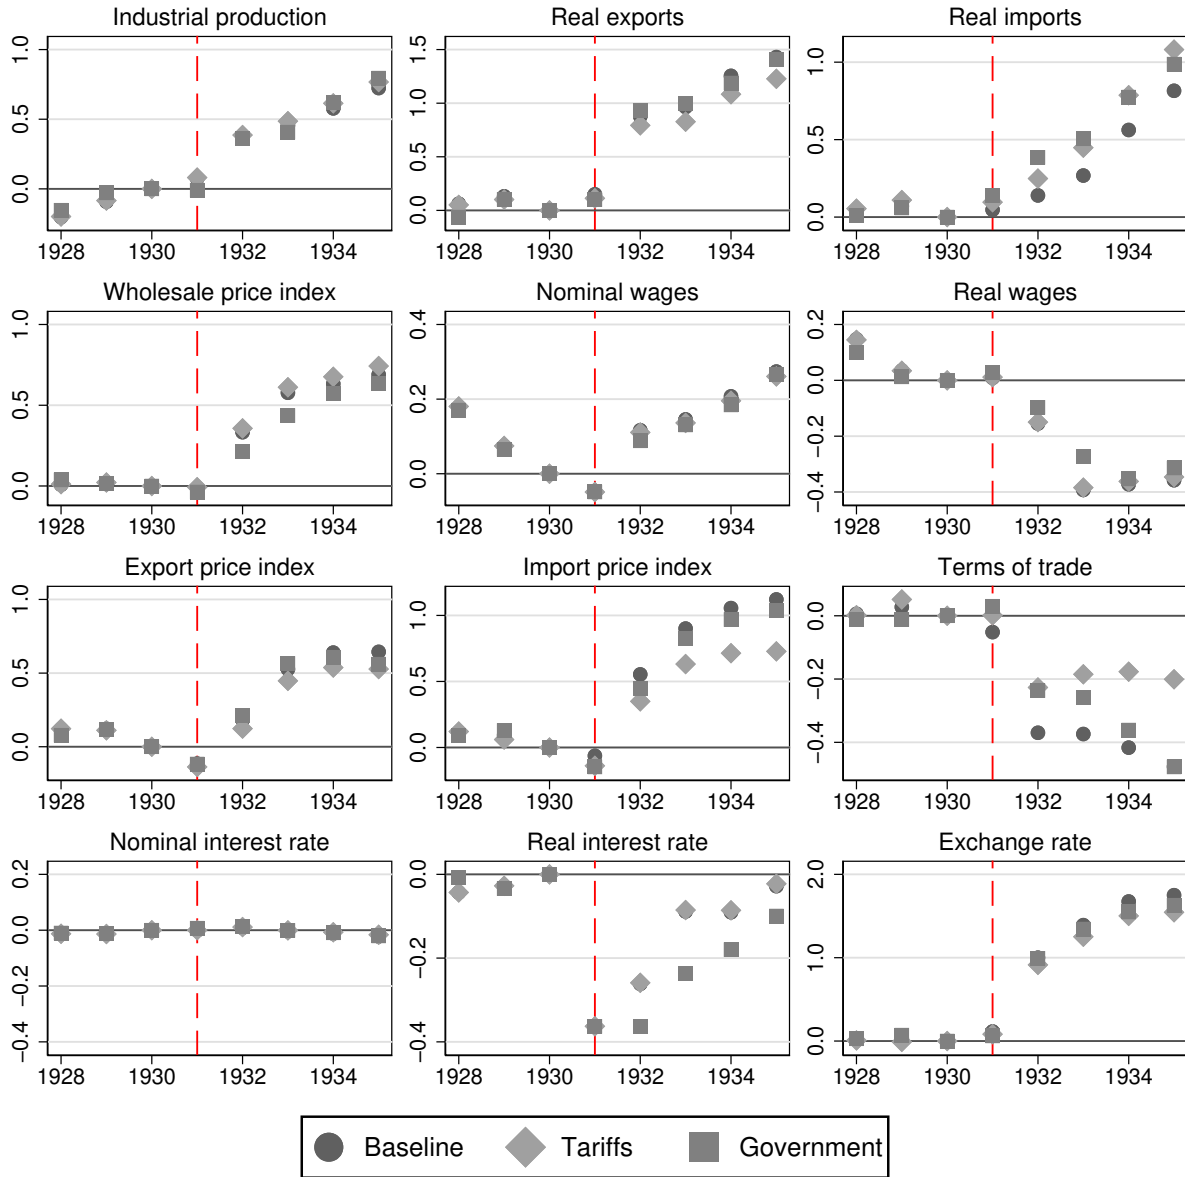 Industrial production
1.0
0.5
0.0
1928 1930 1932 1934
Real exports
1.5
1.0
0.5
0.0
1928 1930 1932 1934
Real imports
1.0
0.5
0.0
1928 1930 1932 1934
Wholesale price index
1.0
0.5
0.0
1928 1930 1932 1934
Nominal wages
0.4
0.2
0.0
1928 1930 1932 1934
Real wages
0.2
0.0
−0.2
−0.4
1928 1930 1932 1934
Export price index
1.0
0.5
0.0
1928 1930 1932 1934
Import price index
1.0
0.5
0.0
1928 1930 1932 1934
Terms of trade
0.0
−0.2
−0.4
1928 1930 1932 1934
Nominal interest rate
0.2
0.0
−0.2
−0.4
1928 1930 1932 1934
Real interest rate
0.0
−0.2
−0.4
1928 1930 1932 1934
Exchange rate
2.0
1.0
0.0
1928 1930 1932 1934
Baseline Tariffs Government